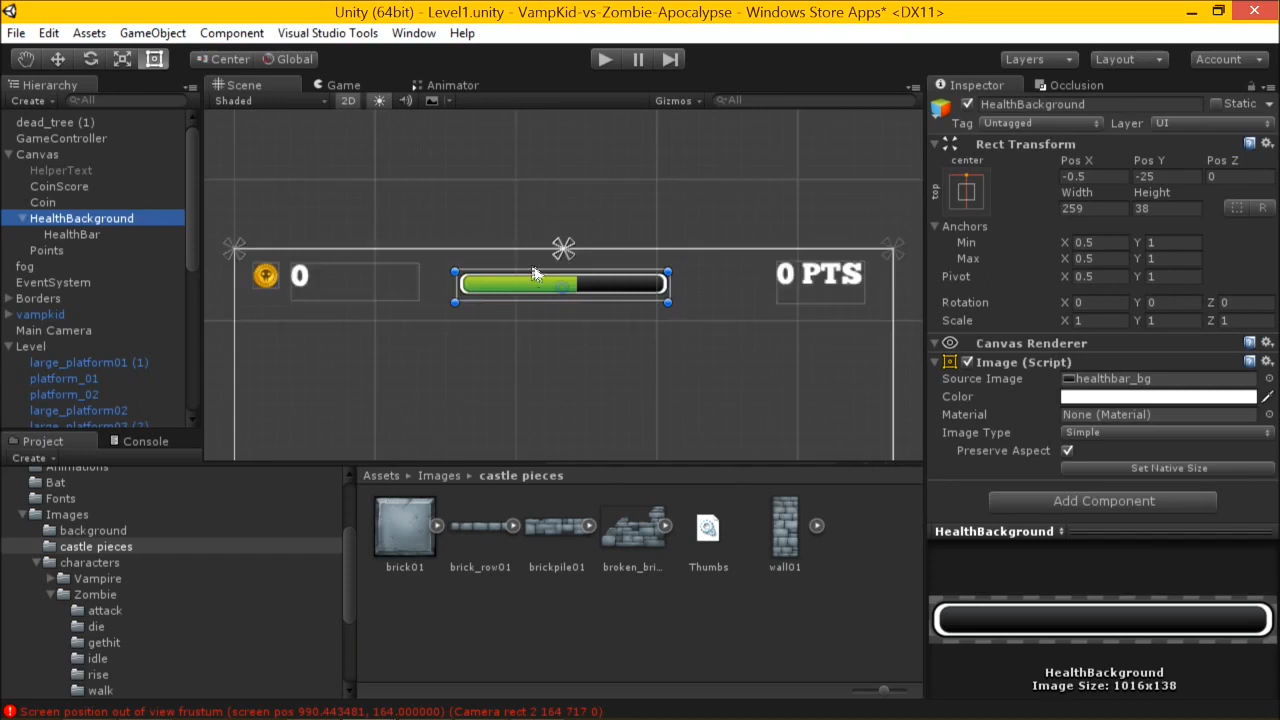 Unity (64bit) - Level1.unity - VampKid-vs-Zombie-Apocalypse - Windows Store Apps* <DX11>
File Edit Assets GameObject Component Visual Studio Tools Window Help
Center Global Layers Layout Account
Hierarchy
Create All
dead_tree (1)
GameController
Canvas
HelperText
CoinScore
Coin
HealthBackground
HealthBar
Points
fog
EventSystem
Borders
vampkid
Main Camera
Level
large_platform01 (1)
platform_01
platform_02
large_platform02
large_platform03 (2)
Scene Game Animator
Shaded 2D Gizmos All
0
0 PTS
Inspector Occlusion
HealthBackground Static
Tag Untagged Layer UI
Rect Transform
center
top
Pos X Pos Y Pos Z
-0.5 -25 0
Width Height
259 38
R
Anchors
Min X 0.5 Y 1
Max X 0.5 Y 1
Pivot X 0.5 Y 1
Rotation X 0 Y 0 Z 0
Scale X 1 Y 1 Z 1
Canvas Renderer
Image (Script)
Source Image healthbar_bg
Color
Material None (Material)
Image Type Simple
Preserve Aspect
Set Native Size
Add Component
HealthBackground
HealthBackground
Image Size: 1016x138
Project Console
Create
Animations
Bat
Fonts
Images
background
castle pieces
characters
Vampire
Zombie
attack
die
gethit
idle
rise
walk
Assets Images castle pieces
brick01 brick_row01 brickpile01 broken_bri... Thumbs wall01
Screen position out of view frustum (screen pos 990.443481, 164.000000) (Camera rect 2 164 717 0)